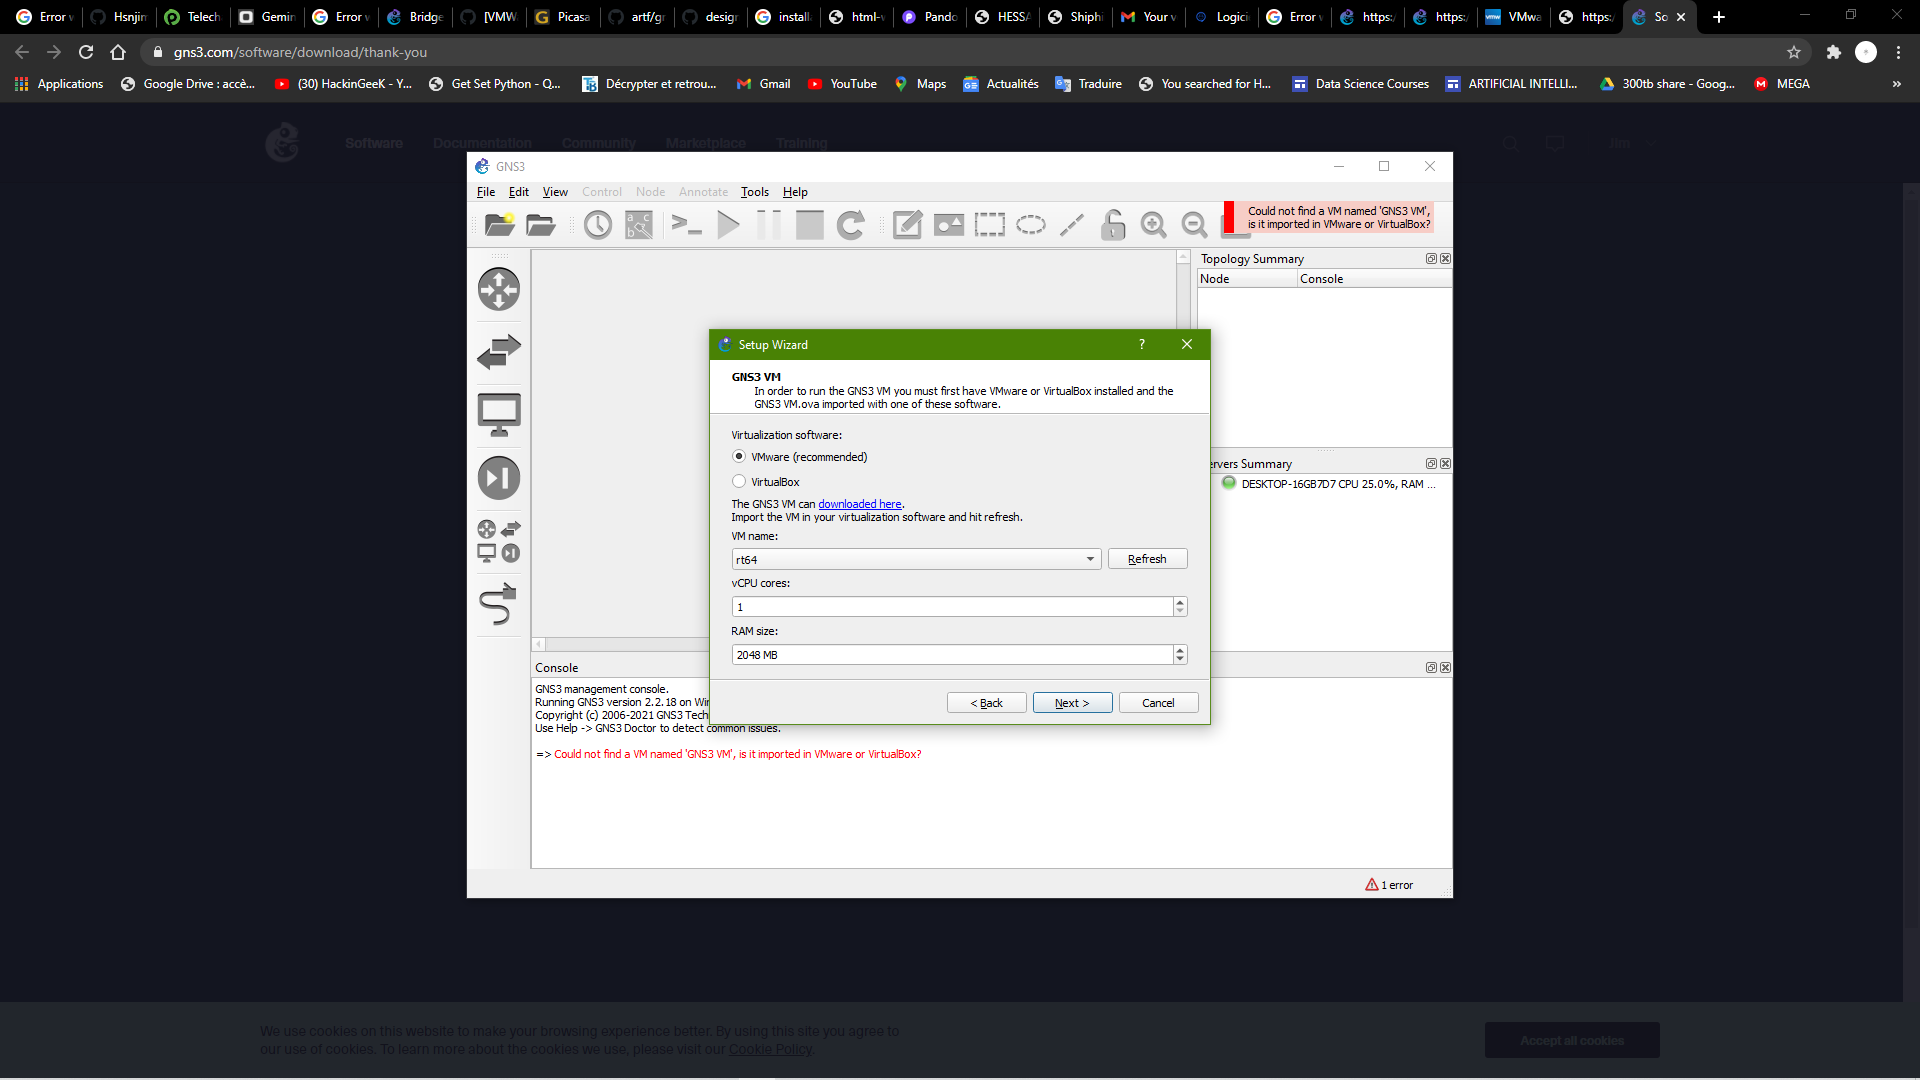 Error v
Hsnjim
Telech
Gemin
Error v
Bridge
[VMW.
Picasa
artf/gr
design
install
html-v
Pando
HESSA
Shiphi
Your v
Logici
Error v
https:/
https:/
VMwa
https:/
So
gns3.com/software/download/thank-you
Applications
Google Drive : accè...
(30) HackinGeeK - Y...
Get Set Python - Q...
Décrypter et retrou...
Gmail
YouTube
Maps
Actualités
Traduire
You searched for H...
Data Science Courses
ARTIFICIAL INTELLI...
300tb share - Goog...
MEGA
»
Software Documentation Community Marketplace Training Jim
GNS3
File Edit View Control Node Annotate Tools Help
Could not find a VM named 'GNS3 VM',
is it imported in VMware or VirtualBox?
Topology Summary
Node Console
Setup Wizard
?
GNS3 VM
In order to run the GNS3 VM you must first have VMware or VirtualBox installed and the
GNS3 VM.ova imported with one of these software.
Virtualization software:
VMware (recommended)
VirtualBox
The GNS3 VM can downloaded here.
Import the VM in your virtualization software and hit refresh.
VM name:
rt64
Refresh
vCPU cores:
1
RAM size:
2048 MB
< Back
Next >
Cancel
ervers Summary
DESKTOP-16GB7D7 CPU 25.0%, RAM ...
Console
GNS3 management console.
Running GNS3 version 2.2.18 on Wi
Copyright (c) 2006-2021 GNS3 Tech
Use Help -> GNS3 Doctor to detect common issues.
=> Could not find a VM named 'GNS3 VM', is it imported in VMware or VirtualBox?
1 error
We use cookies on this website to make your browsing experience better. By using this site you agree to
our use of cookies. To learn more about the cookies we use, please visit our Cookie Policy.
Accept all cookies